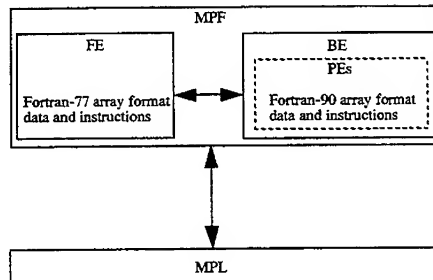 MPF
FE
Fortran-77 array format
data and instructions
BE
PEs
Fortran-90 array format
data and instructions
MPL